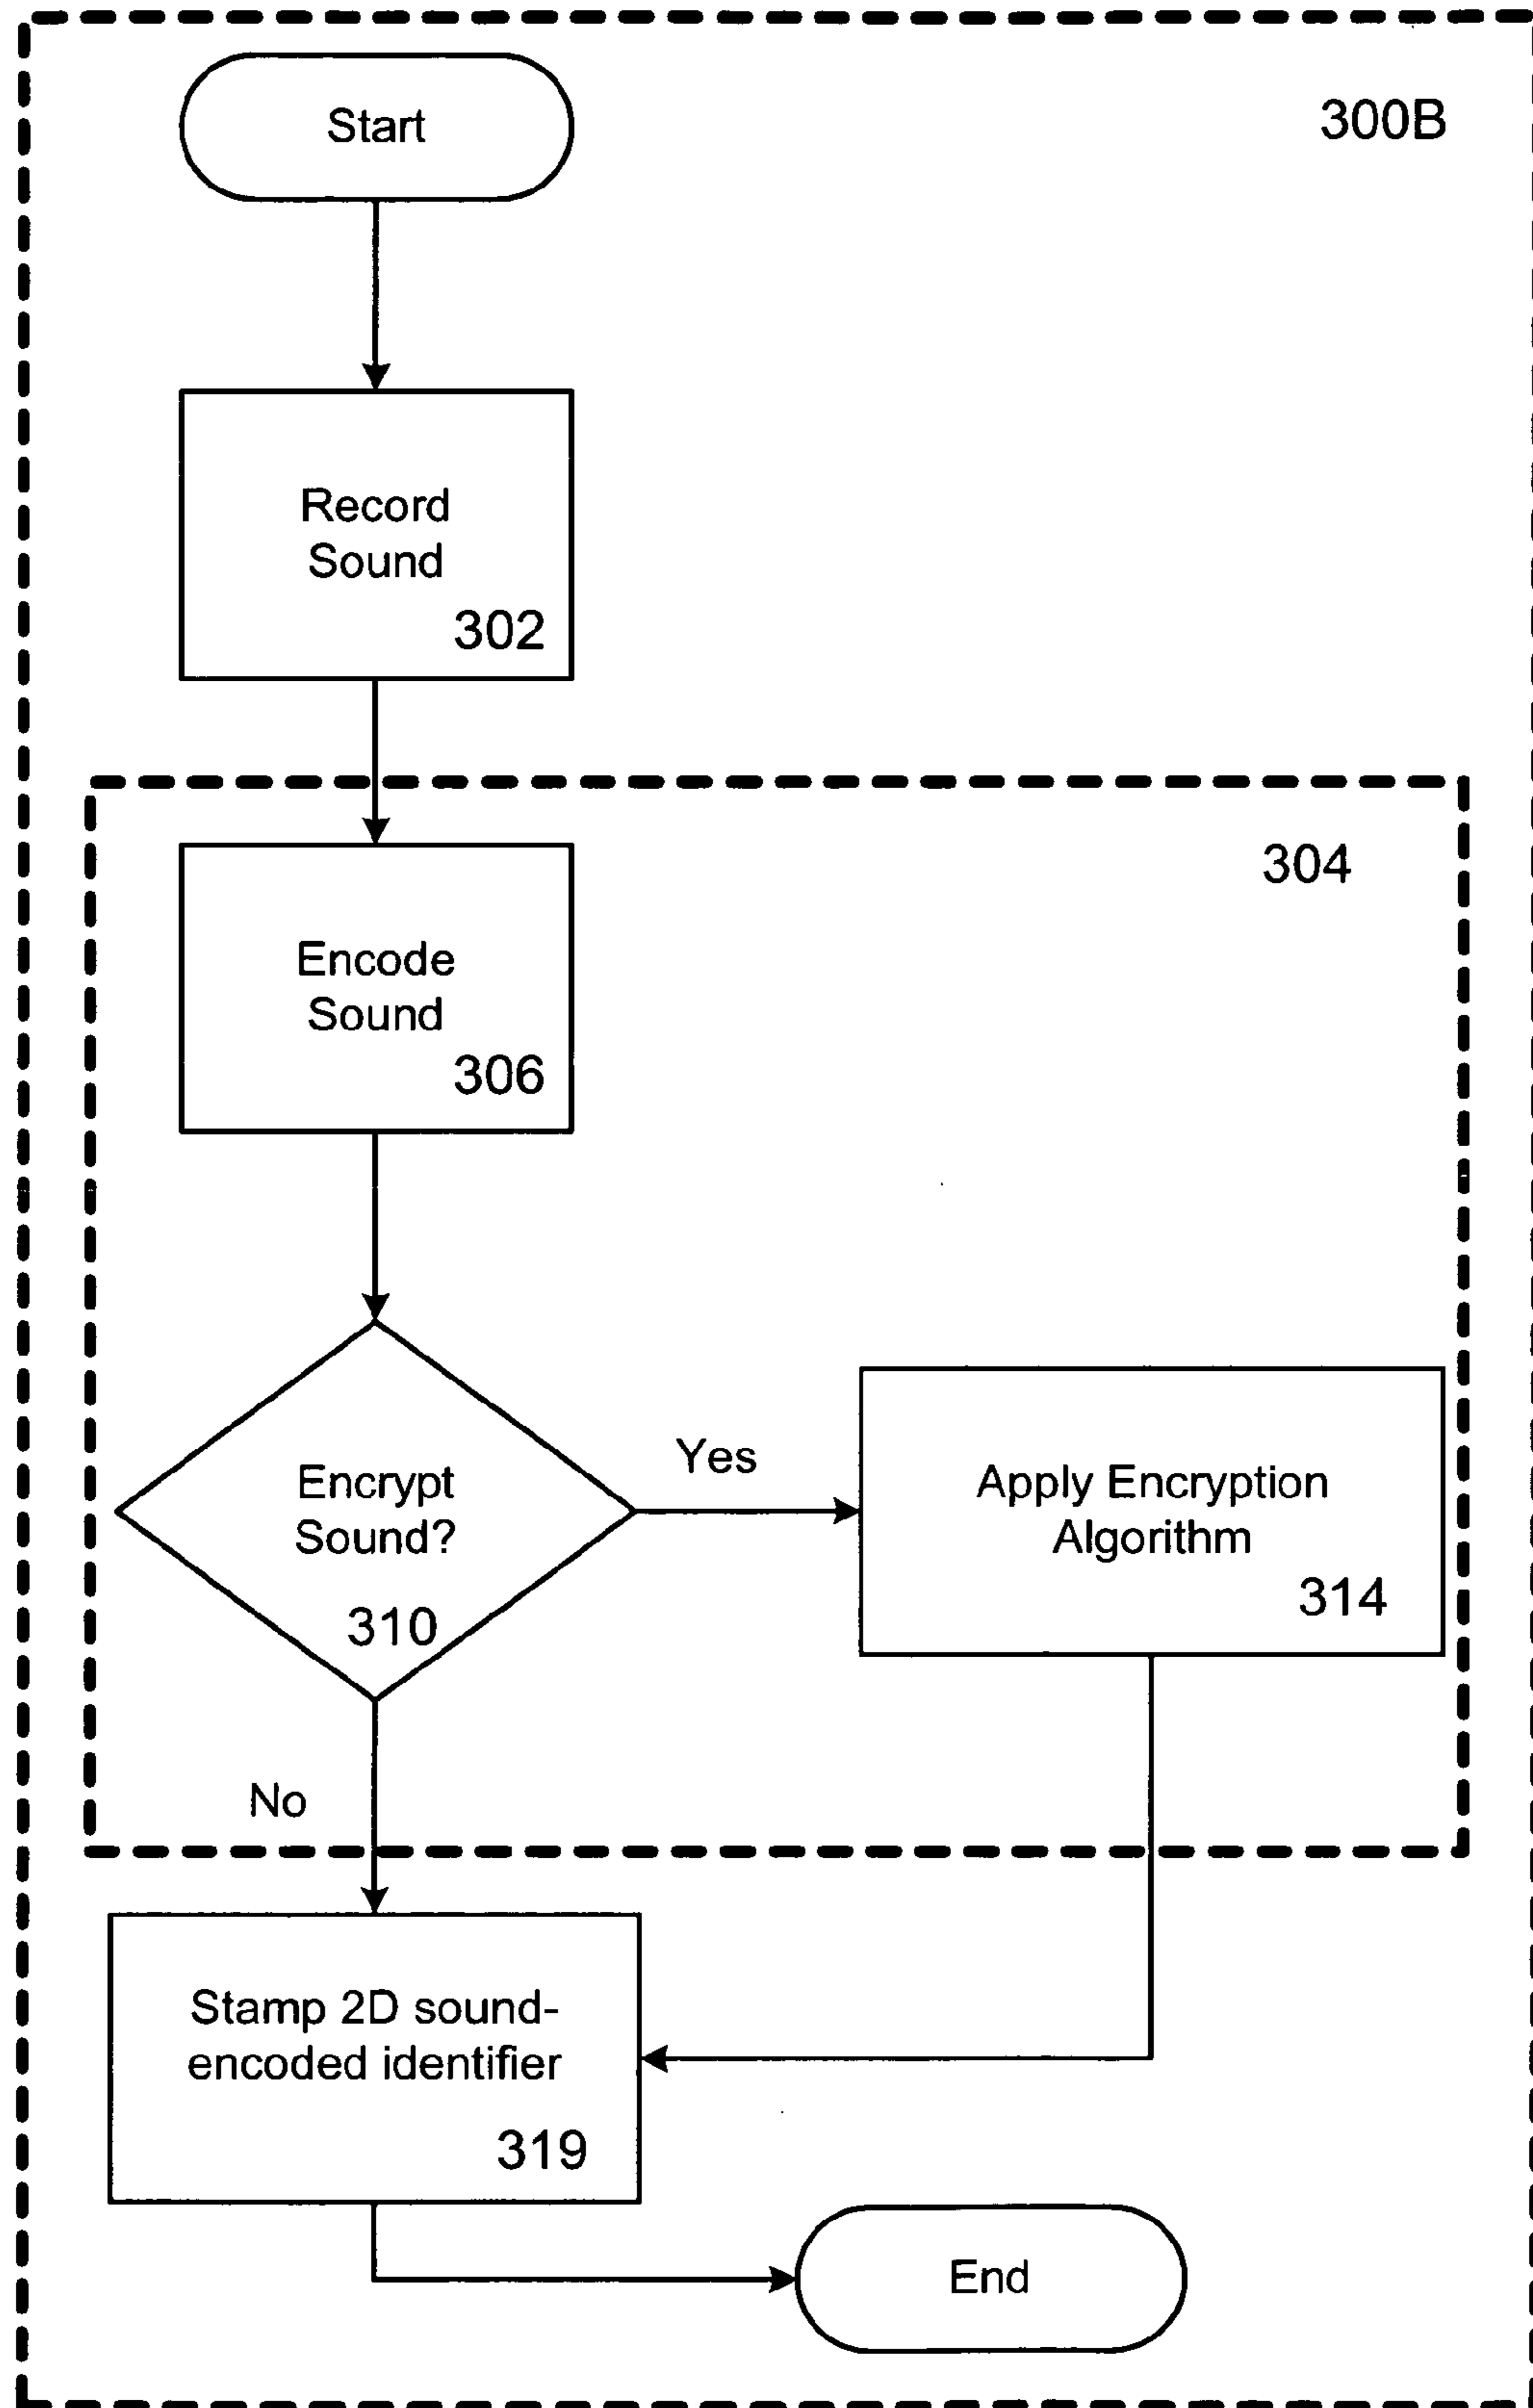 Start
300B
Record
Sound
302
304
Encode
Sound
306
Encrypt
Sound?
310
Yes
Apply Encryption
Algorithm
314
No
Stamp 2D sound-
encoded identifier
319
End